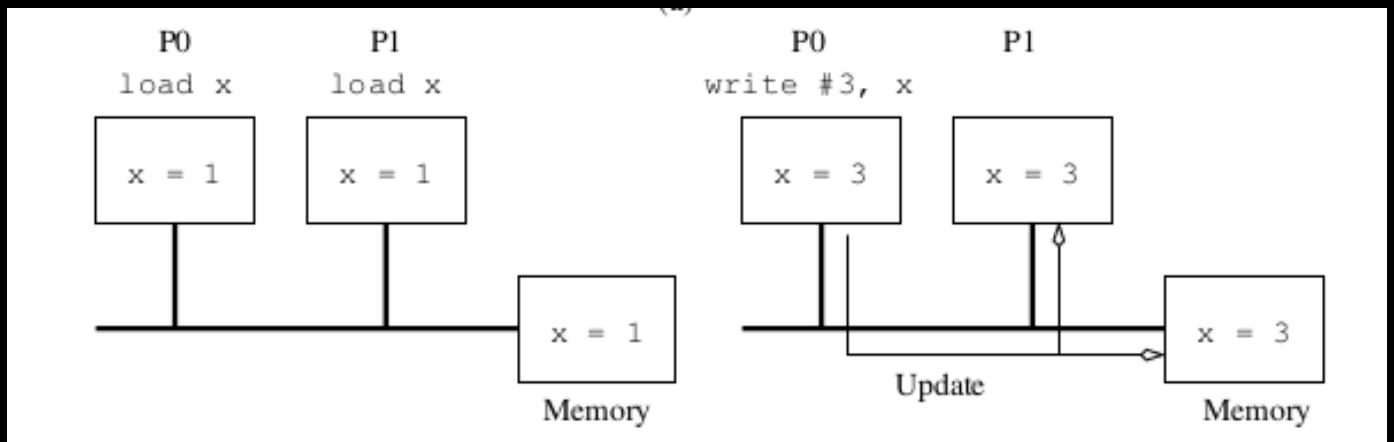 P0 P1 P0 P1
load x load x write #3, x
x = 1 x = 1 x = 3 x = 3
x = 1 x = 3
Update
Memory Memory